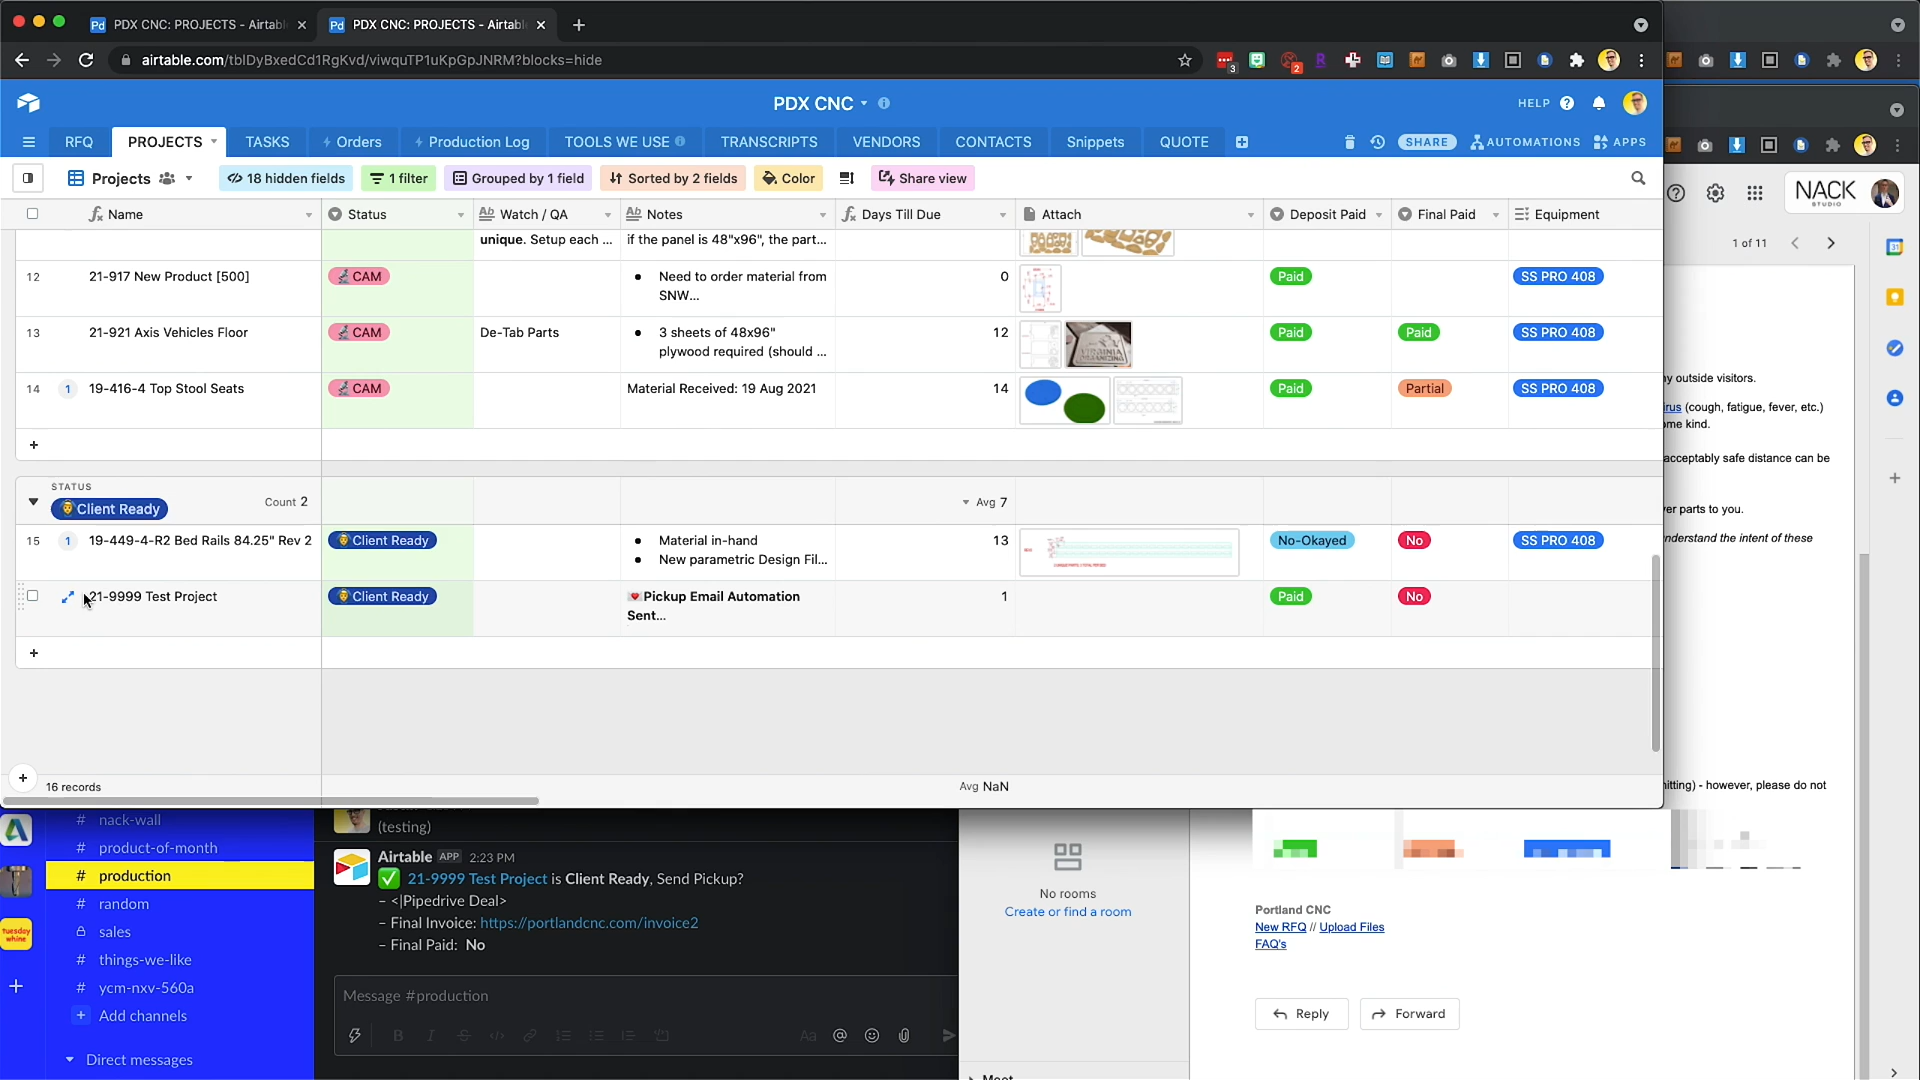 PDX CNC: PROJECTS - Airtabl
PDX CNC: PROJECTS - Airtabl
airtable.com/tblDyBxedCd1RgKvd/viwquTP1uKpGpJNRM?blocks=hide
3
2
PDX CNC
HELP
RFQ
PROJECTS
TASKS
Orders
Production Log
TOOLS WE USE
TRANSCRIPTS
VENDORS
CONTACTS
Snippets
QUOTE
SHARE
AUTOMATIONS
APPS
Projects
18 hidden fields
1 filter
Grouped by 1 field
Sorted by 2 fields
Color
Share view
NACK
STUDIO
Name
Status
Watch / QA
Notes
Days Till Due
Attach
Deposit Paid
Final Paid
Equipment
1 of 11
unique. Setup each ...
if the panel is 48"x96", the part...
12
21-917 New Product [500]
CAM
Need to order material from
SNW...
0
Paid
SS PRO 408
13
21-921 Axis Vehicles Floor
CAM
De-Tab Parts
3 sheets of 48x96"
plywood required (should ...
12
Paid
Paid
SS PRO 408
14
1
19-416-4 Top Stool Seats
CAM
Material Received: 19 Aug 2021
14
Paid
Partial
SS PRO 408
STATUS
Client Ready
Count 2
Avg 7
15
1
19-449-4-R2 Bed Rails 84.25" Rev 2
Client Ready
Material in-hand
New parametric Design Fil...
13
No-Okayed
No
SS PRO 408
21-9999 Test Project
Client Ready
Pickup Email Automation
Sent...
1
Paid
No
16 records
Avg NaN
outside visitors.
(cough, fatigue, fever, etc.)
kind.
acceptably safe distance can be
parts to you.
understand the intent of these
- however, please do not
nack-wall
product-of-month
production
random
sales
things-we-like
ycm-nxv-560a
Add channels
Direct messages
tuesday
whine
(testing)
Airtable APP 2:23 PM
21-9999 Test Project is Client Ready, Send Pickup?
– <|Pipedrive Deal>
– Final Invoice: https://portlandcnc.com/invoice2
– Final Paid: No
Message #production
No rooms
Create or find a room
Meet
Portland CNC
New RFQ // Upload Files
FAQ's
Reply
Forward